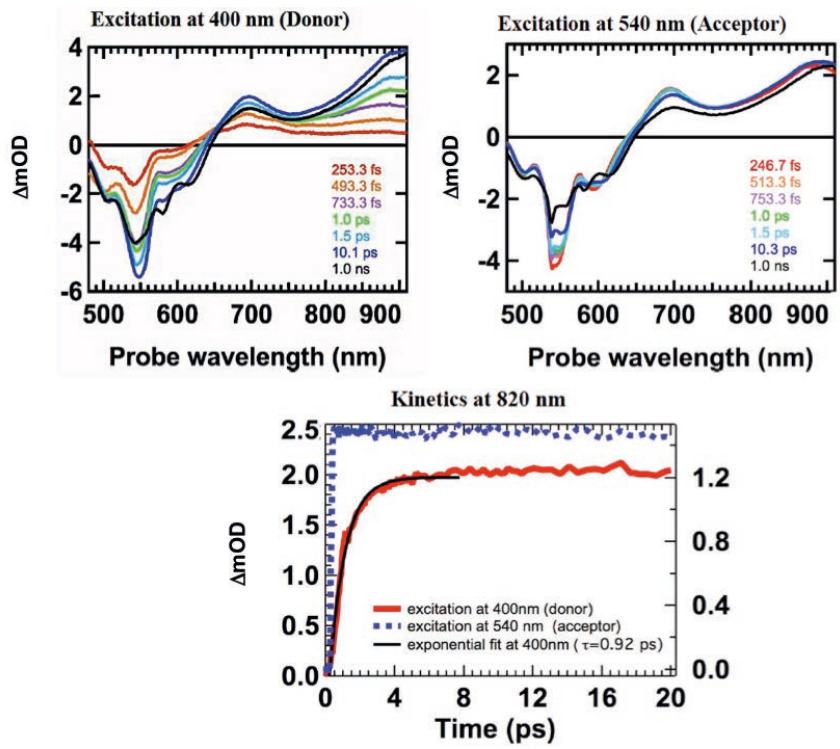 Excitation at 400 nm (Donor)
4
2
0
-2
-4
-6
ΔmOD
253.3 fs
493.3 fs
733.3 fs
1.0 ps
1.5 ps
10.1 ps
1.0 ns
500 600 700 800 900
Probe wavelength (nm)
Excitation at 540 nm (Acceptor)
2
0
-2
-4
ΔmOD
246.7 fs
513.3 fs
753.3 fs
1.0 ps
1.5 ps
10.3 ps
1.0 ns
500 600 700 800 900
Probe wavelength (nm)
Kinetics at 820 nm
2.5
2.0
1.5
1.0
0.5
0.0
ΔmOD
1.2
0.8
0.4
0.0
excitation at 400nm (donor)
excitation at 540 nm (acceptor)
exponential fit at 400nm ( τ=0.92 ps)
0 4 8 12 16 20
Time (ps)